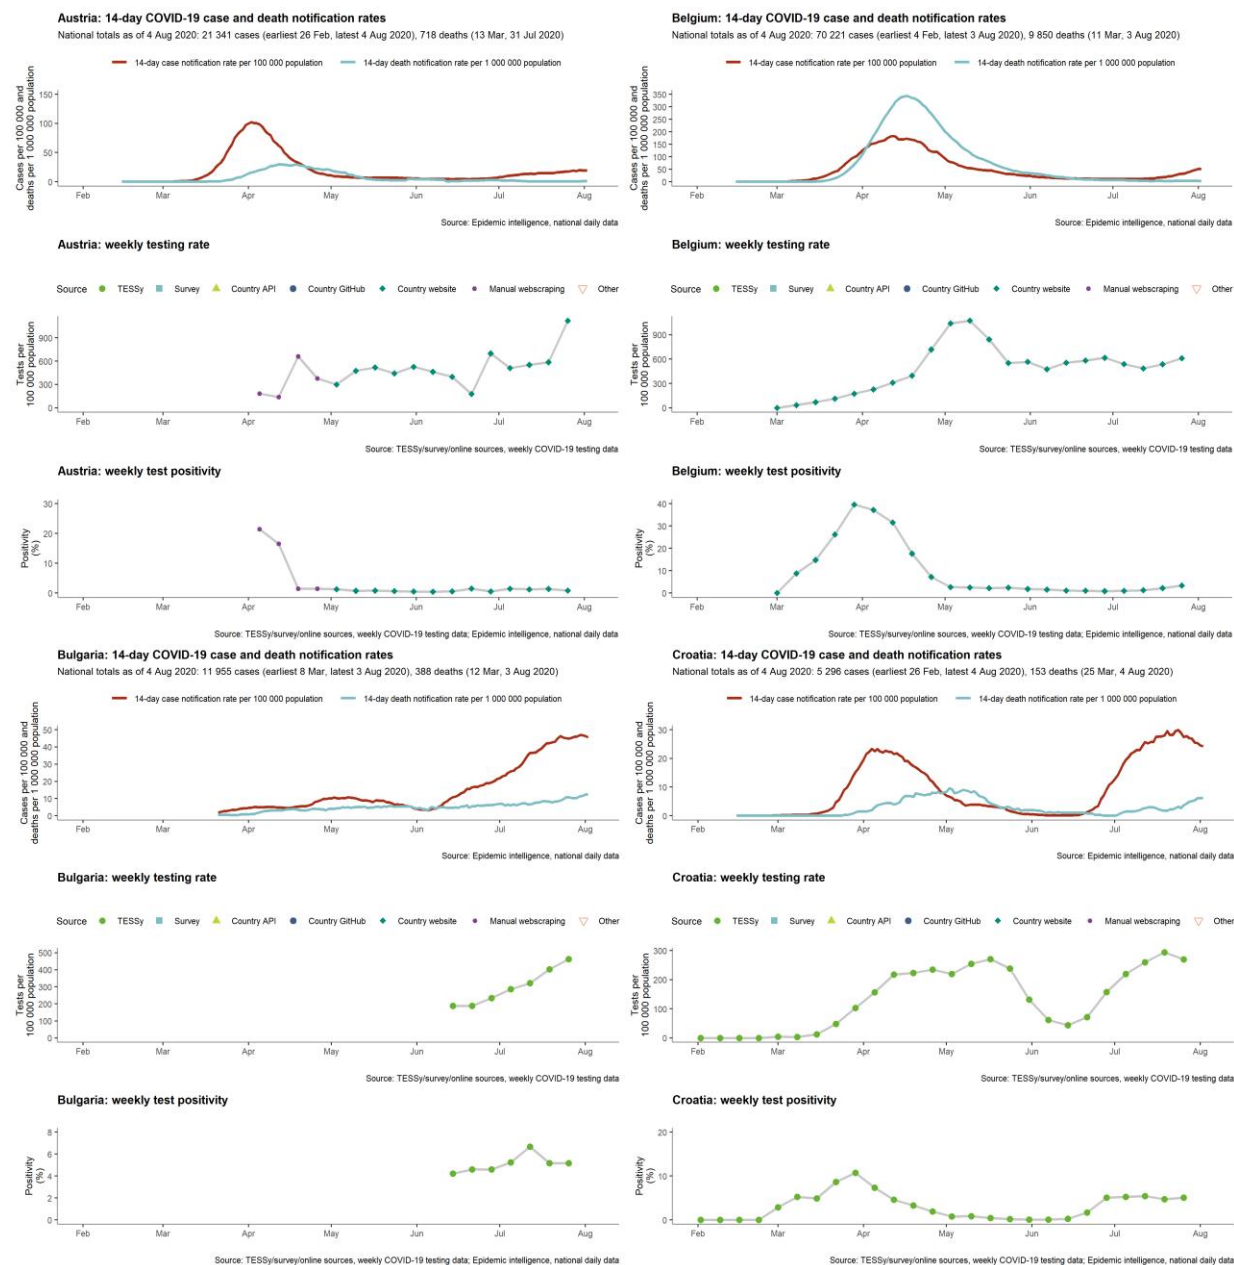 Austria: 14-day COVID-19 case and death notification rates
National totals as of 4 Aug 2020: 21 341 cases (earliest 26 Feb, latest 4 Aug 2020), 718 deaths (13 Mar, 31 Jul 2020)
14-day case notification rate per 100 000 population
14-day death notification rate per 1 000 000 population
Cases per 100 000 and
deaths per 1 000 000 population
150
100
50
0
Feb Mar Apr May Jun Jul Aug
Source: Epidemic intelligence, national daily data
Austria: weekly testing rate
Source TESSy Survey Country API Country GitHub Country website Manual webscraping Other
Tests per
100 000 population
900
600
300
0
Feb Mar Apr May Jun Jul Aug
Source: TESSy/survey/online sources, weekly COVID-19 testing data
Austria: weekly test positivity
Positivity
(%)
30
20
10
0
Feb Mar Apr May Jun Jul Aug
Source: TESSy/survey/online sources, weekly COVID-19 testing data; Epidemic intelligence, national daily data
Belgium: 14-day COVID-19 case and death notification rates
National totals as of 4 Aug 2020: 70 221 cases (earliest 4 Feb, latest 3 Aug 2020), 9 850 deaths (11 Mar, 3 Aug 2020)
14-day case notification rate per 100 000 population
14-day death notification rate per 1 000 000 population
Cases per 100 000 and
deaths per 1 000 000 population
350
300
250
200
150
100
50
0
Feb Mar Apr May Jun Jul Aug
Source: Epidemic intelligence, national daily data
Belgium: weekly testing rate
Source TESSy Survey Country API Country GitHub Country website Manual webscraping Other
Tests per
100 000 population
900
600
300
0
Feb Mar Apr May Jun Jul Aug
Source: TESSy/survey/online sources, weekly COVID-19 testing data
Belgium: weekly test positivity
Positivity
(%)
40
30
20
10
0
Feb Mar Apr May Jun Jul Aug
Source: TESSy/survey/online sources, weekly COVID-19 testing data; Epidemic intelligence, national daily data
Bulgaria: 14-day COVID-19 case and death notification rates
National totals as of 4 Aug 2020: 11 955 cases (earliest 8 Mar, latest 3 Aug 2020), 388 deaths (12 Mar, 3 Aug 2020)
14-day case notification rate per 100 000 population
14-day death notification rate per 1 000 000 population
Cases per 100 000 and
deaths per 1 000 000 population
50
40
30
20
10
0
Feb Mar Apr May Jun Jul Aug
Source: Epidemic intelligence, national daily data
Bulgaria: weekly testing rate
Source TESSy Survey Country API Country GitHub Country website Manual webscraping Other
Tests per
100 000 population
500
400
300
200
100
0
Feb Mar Apr May Jun Jul Aug
Source: TESSy/survey/online sources, weekly COVID-19 testing data
Bulgaria: weekly test positivity
Positivity
(%)
8
6
4
2
0
Feb Mar Apr May Jun Jul Aug
Source: TESSy/survey/online sources, weekly COVID-19 testing data; Epidemic intelligence, national daily data
Croatia: 14-day COVID-19 case and death notification rates
National totals as of 4 Aug 2020: 5 296 cases (earliest 26 Feb, latest 4 Aug 2020), 153 deaths (25 Mar, 4 Aug 2020)
14-day case notification rate per 100 000 population
14-day death notification rate per 1 000 000 population
Cases per 100 000 and
deaths per 1 000 000 population
30
20
10
0
Feb Mar Apr May Jun Jul Aug
Source: Epidemic intelligence, national daily data
Croatia: weekly testing rate
Source TESSy Survey Country API Country GitHub Country website Manual webscraping Other
Tests per
100 000 population
300
200
100
0
Feb Mar Apr May Jun Jul Aug
Source: TESSy/survey/online sources, weekly COVID-19 testing data
Croatia: weekly test positivity
Positivity
(%)
20
10
0
Feb Mar Apr May Jun Jul Aug
Source: TESSy/survey/online sources, weekly COVID-19 testing data; Epidemic intelligence, national daily data